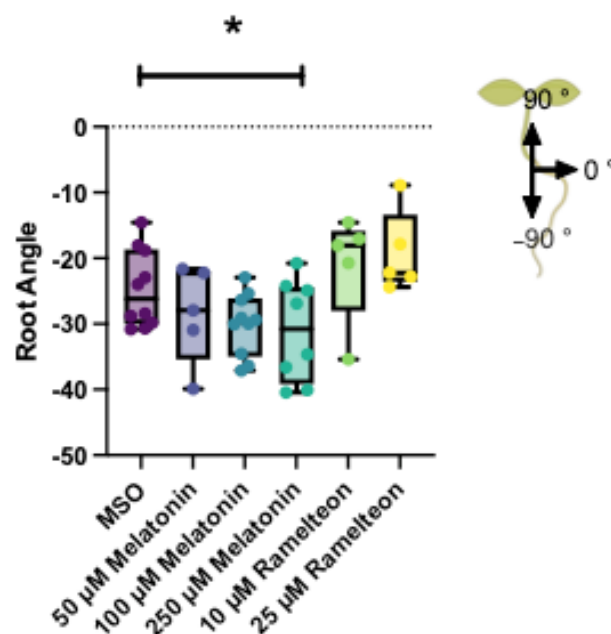 *
90 °
0 °
-90 °
Root Angle
0
-10
-20
-30
-40
-50
MSO
50 µM Melatonin
100 µM Melatonin
250 µM Melatonin
10 µM Ramelteon
25 µM Ramelteon